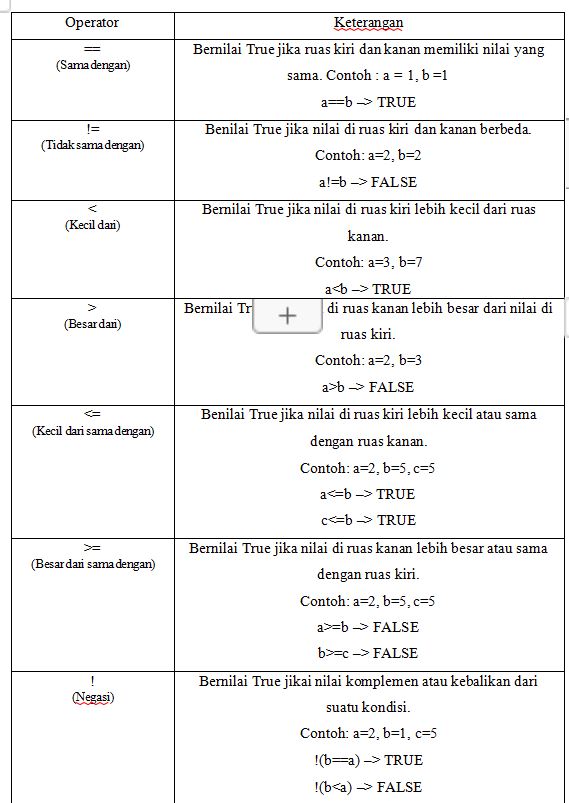 Operator
Keterangan
==
(Sama dengan)
Bernilai True jika ruas kiri dan kanan memiliki nilai yang
sama. Contoh : a = 1, b =1
a==b –> TRUE
!=
(Tidak sama dengan)
Benilai True jika nilai di ruas kiri dan kanan berbeda.
Contoh: a=2, b=2
a!=b –> FALSE
<
(Kecil dari)
Bernilai True jika nilai di ruas kiri lebih kecil dari ruas
kanan.
Contoh: a=3, b=7
a<b –> TRUE
>
(Besar dari)
Bernilai di ruas kanan lebih besar dari nilai di
ruas kiri.
Contoh: a=2, b=3
a>b –> FALSE
<=
(Kecil dari sama dengan)
Benilai True jika nilai di ruas kiri lebih kecil atau sama
dengan ruas kanan.
Contoh: a=2, b=5, c=5
a<=b –> TRUE
c<=b –> TRUE
>=
(Besar dari sama dengan)
Bernilai True jika nilai di ruas kanan lebih besar atau sama
dengan ruas kiri.
Contoh: a=2, b=5, c=5
a>=b –> FALSE
b>=c –> FALSE
!
(Negasi)
Bernilai True jikai nilai komplemen atau kebalikan dari
suatu kondisi.
Contoh: a=2, b=1, c=5
!(b==a) –> TRUE
!(b<a) –> FALSE